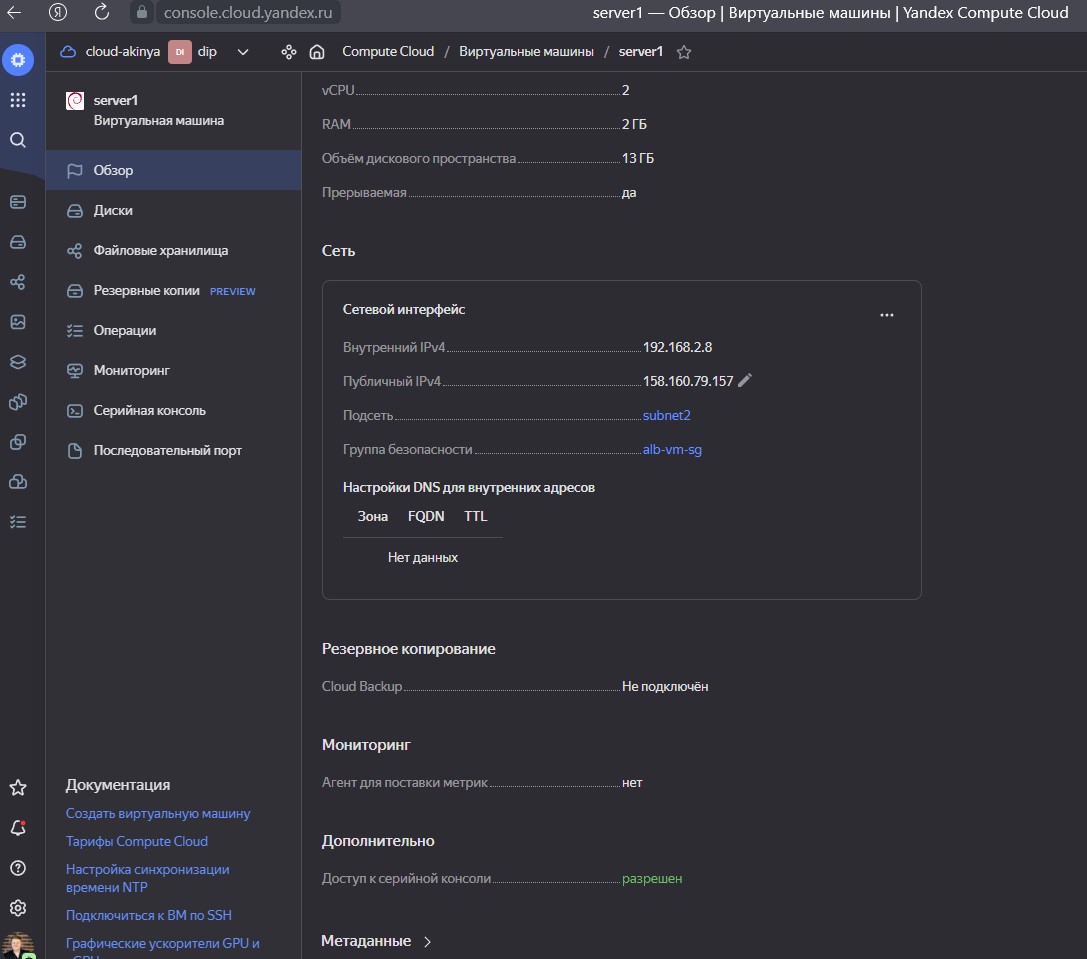 console.cloud.yandex.ru
server1 — Обзор | Виртуальные машины | Yandex Compute Cloud
cloud-akinya DI dip
Compute Cloud / Виртуальные машины / server1
server1
Виртуальная машина
Обзор
Диски
Файловые хранилища
Резервные копии PREVIEW
Операции
Мониторинг
Серийная консоль
Последовательный порт
Документация
Создать виртуальную машину
Тарифы Compute Cloud
Настройка синхронизации
времени NTP
Подключиться к ВМ по SSH
Графические ускорители GPU и
vGPU
vCPU 2
RAM 2 ГБ
Объём дискового пространства 13 ГБ
Прерываемая да
Сеть
Сетевой интерфейс
Внутренний IPv4 192.168.2.8
Публичный IPv4 158.160.79.157
Подсеть subnet2
Группа безопасности alb-vm-sg
Настройки DNS для внутренних адресов
Зона FQDN TTL
Нет данных
Резервное копирование
Cloud Backup Не подключён
Мониторинг
Агент для поставки метрик нет
Дополнительно
Доступ к серийной консоли разрешен
Метаданные